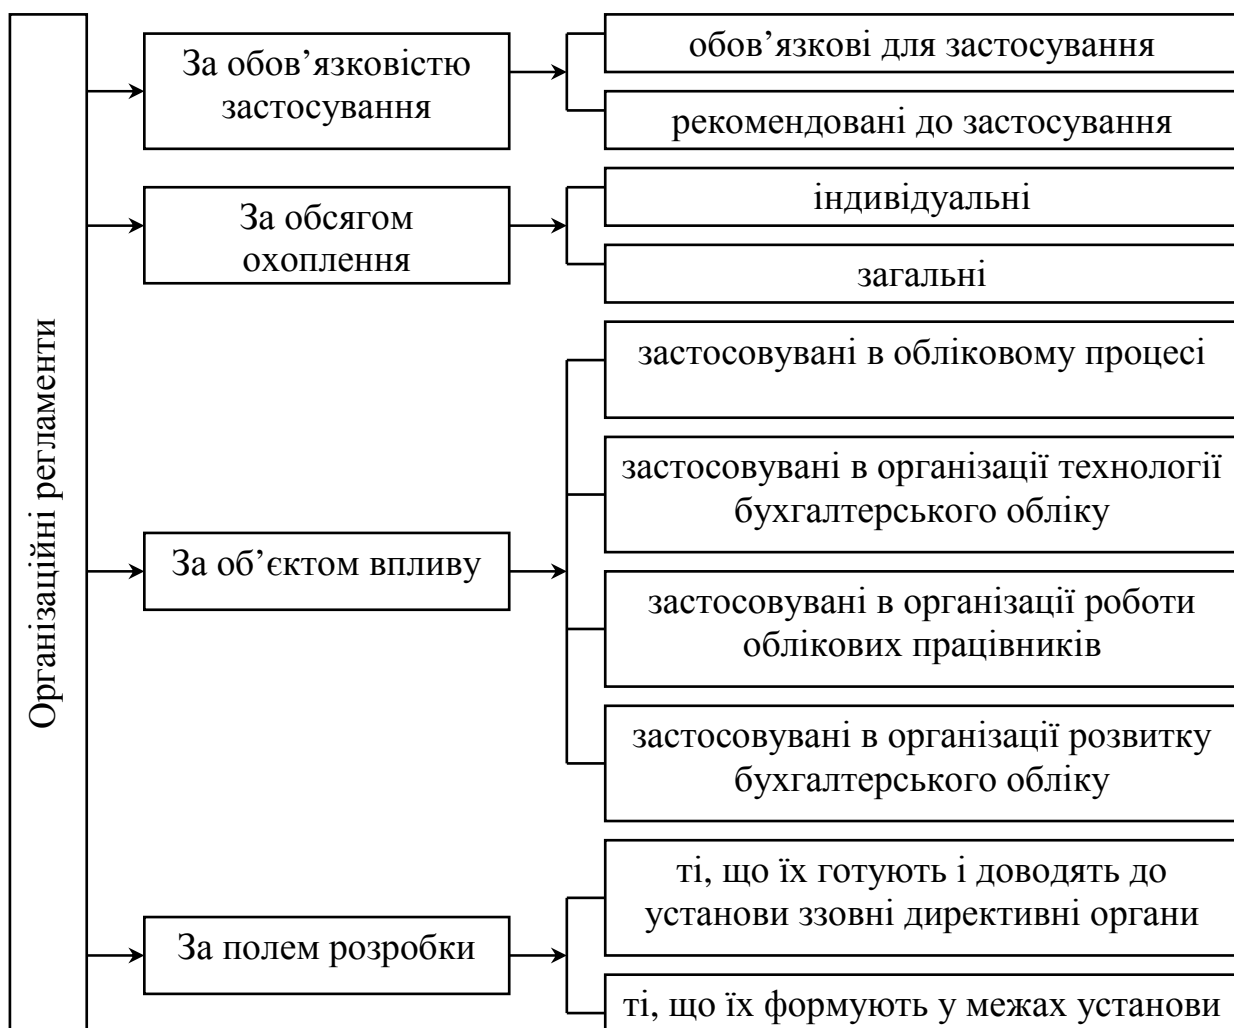 Організаційні регламенти
За обов’язковістю
застосування
обов’язкові для застосування
рекомендовані до застосування
За обсягом
охоплення
індивідуальні
загальні
За об’єктом впливу
застосовувані в обліковому процесі
застосовувані в організації технології
бухгалтерського обліку
застосовувані в організації роботи
облікових працівників
застосовувані в організації розвитку
бухгалтерського обліку
За полем розробки
ті, що їх готують і доводять до
установи ззовні директивні органи
ті, що їх формують у межах установи